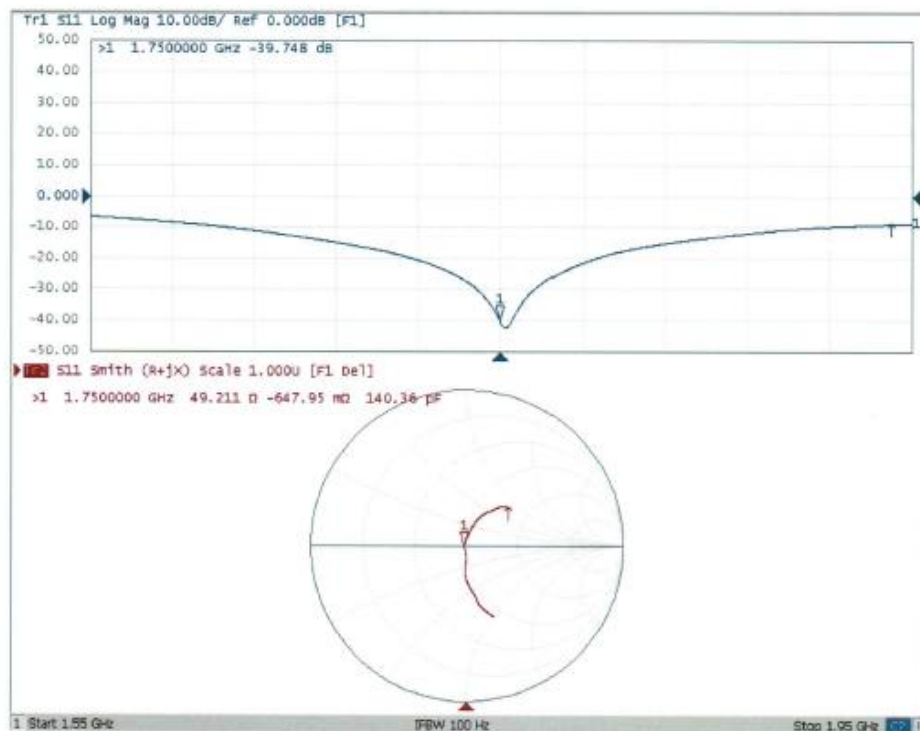 Tr1 S11 Log Mag 10.00dB/ Ref 0.000dB [F1]
50.00
>1 1.7500000 GHz -39.748 dB
40.00
30.00
20.00
10.00
0.000
-10.00
1
-20.00
-30.00
1
-40.00
-50.00
S11 Smith (R+jX) Scale 1.000U [F1 Del]
>1 1.7500000 GHz 49.211 Ω -647.95 mΩ 140.36 pF
1
1 Start 1.55 GHz IFBW 100 Hz Stop 1.95 GHz